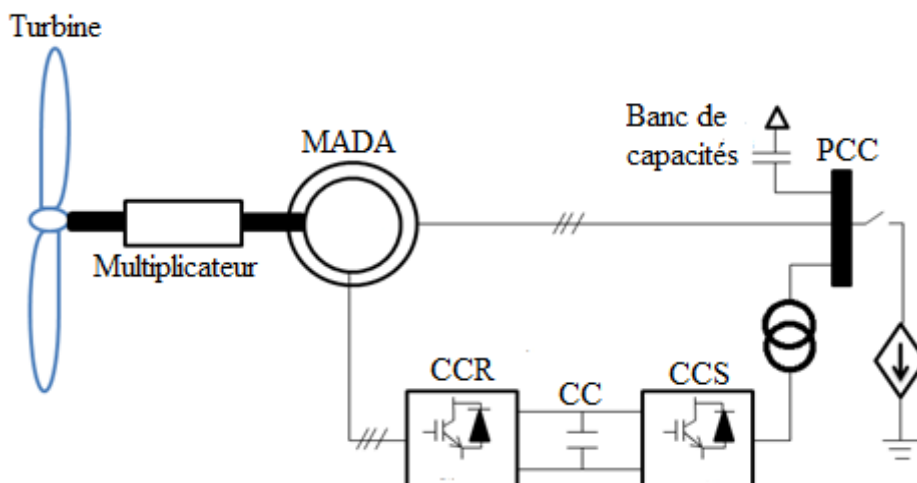 Turbine
MADA
Banc de
capacités
PCC
Multiplicateur
CCR
CC
CCS